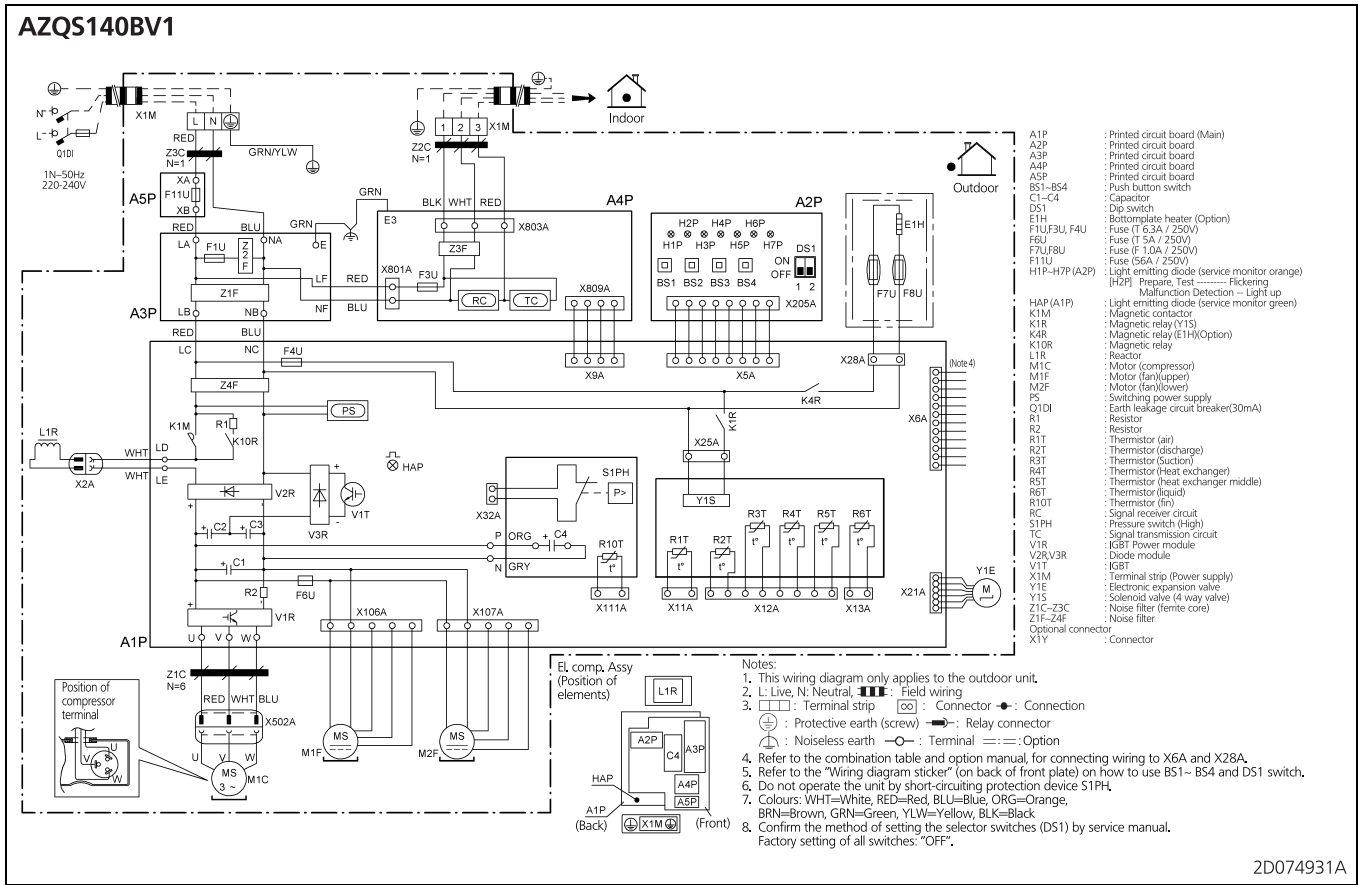 AZQS140BV1
Indoor
Outdoor
N
L
Q1DI
1N~50Hz
220-240V
X1M
L N
RED
Z3C
N=1
GRN/YLW
XA
F11U
XB
A5P
RED
BLU
GRN
GRN
1 2 3
X1M
Z2C
N=1
BLK WHT RED
E3
A4P
X803A
Z3F
X801A
F3U
RC
TC
X809A
LA
NA
E
F1U
Z2F
LF
NF
RED
BLU
Z1F
LB
NB
A3P
RED
BLU
A2P
H2P H4P H6P
H1P H3P H5P H7P
DS1
ON
OFF
1 2
BS1 BS2 BS3 BS4
X205A
E1H
F7U
F8U
LC
NC
F4U
X9A
X5A
X28A
(Note 4)
X6A
Z4F
PS
K4R
K1R
K1M
R1
K10R
L1R
X2A
WHT
WHT
LD
LE
HAP
X25A
Y1S
V2R
V3R
V1T
+
-
C2
C3
C1
S1PH
P>
X32A
P
ORG
C4
N
GRY
R10T
t°
X111A
R1T
t°
R2T
t°
R3T
t°
R4T
t°
R5T
t°
R6T
t°
X11A
X12A
X13A
X21A
Y1E
M
F6U
R2
V1R
X106A
X107A
A1P
U V W
Z1C
N=6
RED WHT BLU
X502A
U V W
MS
3 ~
M1C
MS
M1F
MS
M2F
Position of
compressor
terminal
U
V
W
El. comp. Assy
(Position of
elements)
L1R
A2P
C4
A3P
A4P
A5P
HAP
A1P
(Back)
X1M
(Front)
A1P : Printed circuit board (Main)
A2P : Printed circuit board
A3P : Printed circuit board
A4P : Printed circuit board
A5P : Printed circuit board
BS1~BS4 : Push button switch
C1~C4 : Capacitor
DS1 : Dip switch
E1H : Bottomplate heater (Option)
F1U,F3U, F4U : Fuse (T 6.3A / 250V)
F6U : Fuse (T 5A / 250V)
F7U,F8U : Fuse (F 1.0A / 250V)
F11U : Fuse (56A / 250V)
H1P~H7P (A2P) : Light emitting diode (service monitor orange)
[H2P] Prepare, Test --------- Flickering
Malfunction Detection -- Light up
HAP (A1P) : Light emitting diode (service monitor green)
K1M : Magnetic contactor
K1R : Magnetic relay (Y1S)
K4R : Magnetic relay (E1H)(Option)
K10R : Magnetic relay
L1R : Reactor
M1C : Motor (compressor)
M1F : Motor (fan)(upper)
M2F : Motor (fan)(lower)
PS : Switching power supply
Q1DI : Earth leakage circuit breaker(30mA)
R1 : Resistor
R2 : Resistor
R1T : Thermistor (air)
R2T : Thermistor (discharge)
R3T : Thermistor (Suction)
R4T : Thermistor (Heat exchanger)
R5T : Thermistor (heat exchanger middle)
R6T : Thermistor (liquid)
R10T : Thermistor (fin)
RC : Signal receiver circuit
S1PH : Pressure switch (High)
TC : Signal transmission circuit
V1R : IGBT Power module
V2R,V3R : Diode module
V1T : IGBT
X1M : Terminal strip (Power supply)
Y1E : Electronic expansion valve
Y1S : Solenoid valve (4 way valve)
Z1C~Z3C : Noise filter (ferrite core)
Z1F~Z4F : Noise filter
Optional connector
X1Y : Connector
Notes:
1. This wiring diagram only applies to the outdoor unit.
2. L: Live, N: Neutral, : Field wiring
3. : Terminal strip : Connector : Connection
: Protective earth (screw) : Relay connector
: Noiseless earth : Terminal : Option
4. Refer to the combination table and option manual, for connecting wiring to X6A and X28A.
5. Refer to the "Wiring diagram sticker" (on back of front plate) on how to use BS1~ BS4 and DS1 switch.
6. Do not operate the unit by short-circuiting protection device S1PH.
7. Colours: WHT=White, RED=Red, BLU=Blue, ORG=Orange,
BRN=Brown, GRN=Green, YLW=Yellow, BLK=Black
8. Confirm the method of setting the selector switches (DS1) by service manual.
Factory setting of all switches: "OFF".
2D074931A